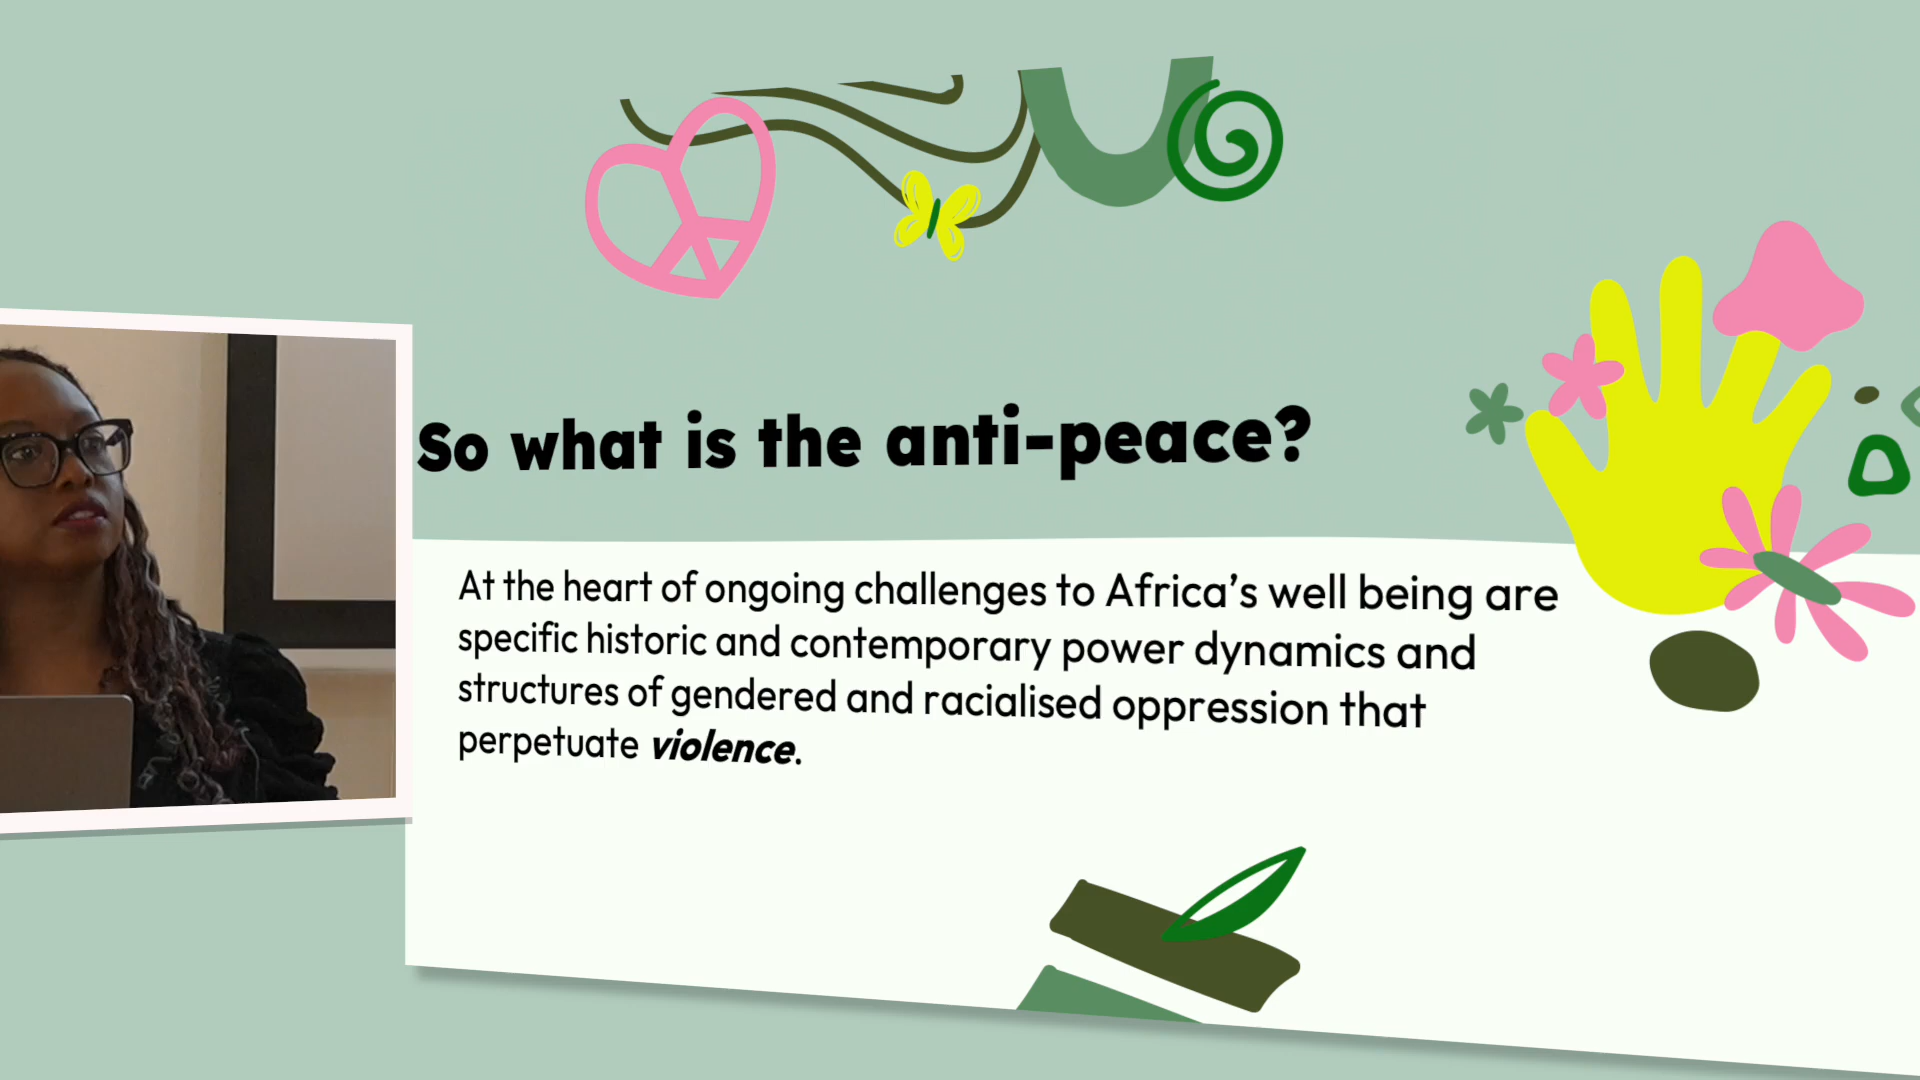 So what is the anti-peace?
At the heart of ongoing challenges to Africa’s well being are
specific historic and contemporary power dynamics and
structures of gendered and racialised oppression that
perpetuate violence.